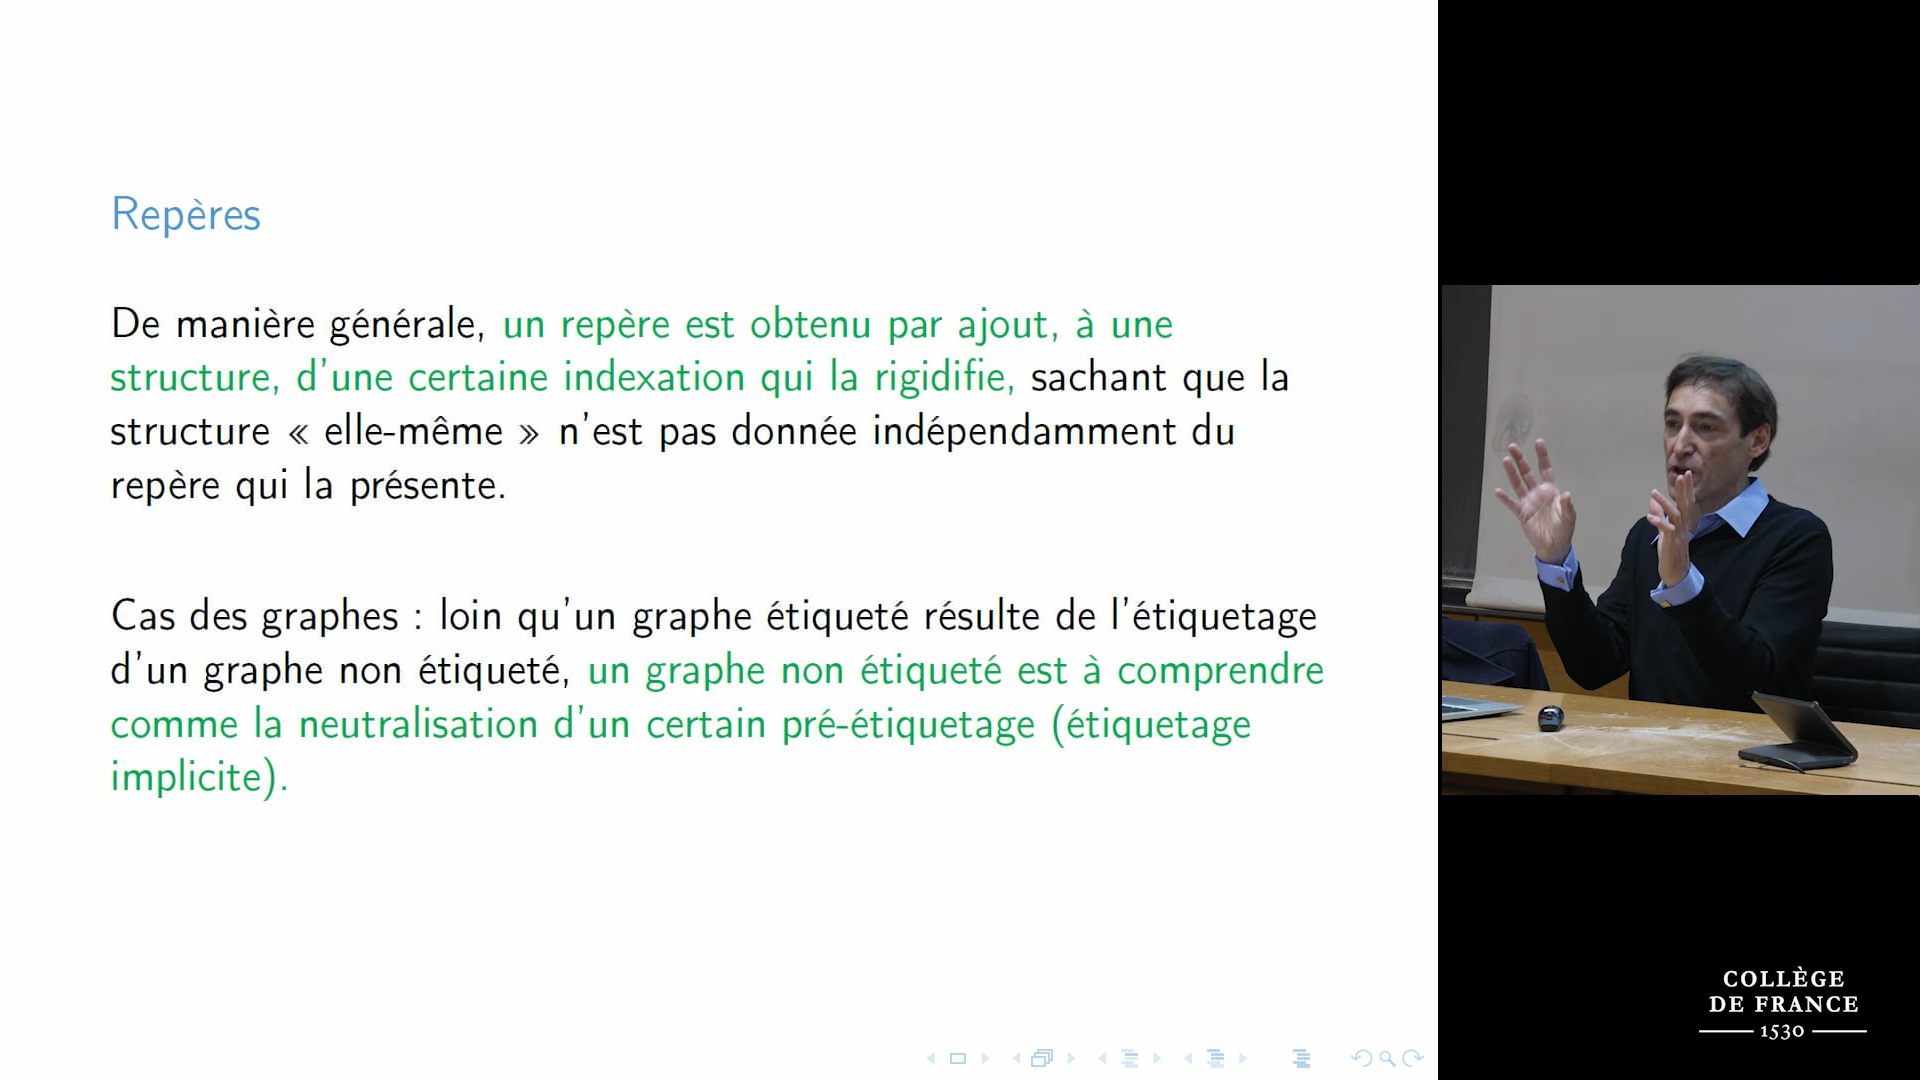 Repères
De manière générale, un repère est obtenu par ajout, à une
structure, d'une certaine indexation qui la rigidifie, sachant que la
structure « elle-même » n'est pas donnée indépendamment du
repère qui la présente.
Cas des graphes : loin qu'un graphe étiqueté résulte de l'étiquetage
d'un graphe non étiqueté, un graphe non étiqueté est à comprendre
comme la neutralisation d'un certain pré-étiquetage (étiquetage
implicite).
COLLÈGE
DE FRANCE
1530